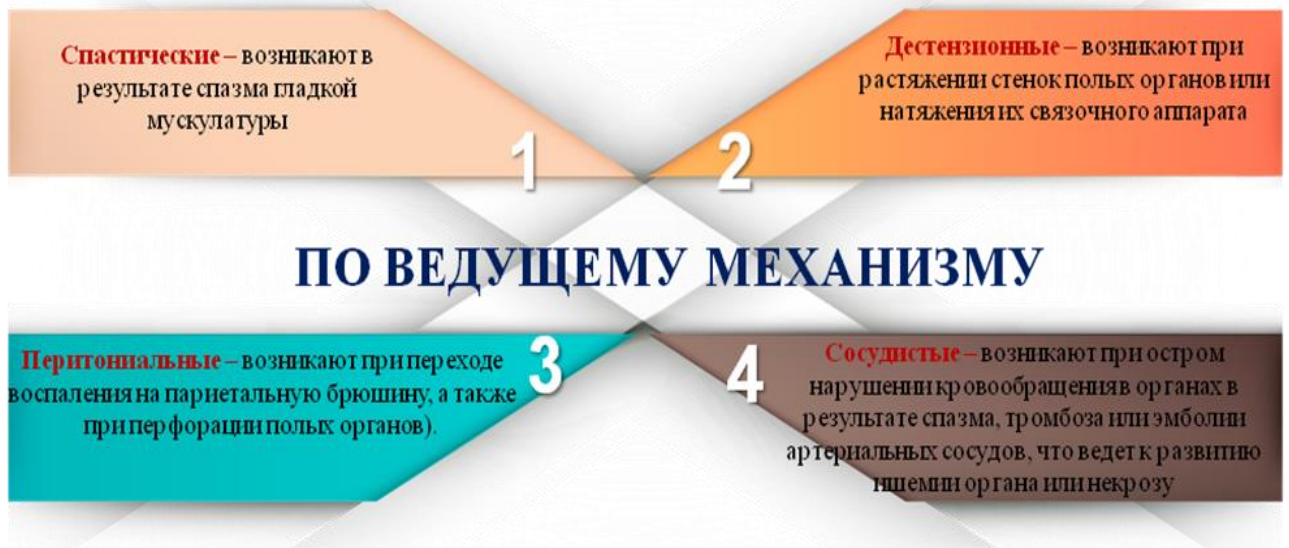 Спастические – возникают в
результате спазма гладкой
мускулатуры
1
Дестензионные – возникают при
растяжении стенок полых органов или
натяжения их связочного аппарата
2
ПО ВЕДУЩЕМУ МЕХАНИЗМУ
Перитониальные – возникают при переходе
воспаления на париетальную брюшину, а также
при перфорации полых органов).
3
Сосудистые – возникают при остром
нарушении кровообращения в органах в
результате спазма, тромбоза или эмболии
артериальных сосудов, что ведет к развитию
ишемии органа или некрозу
4